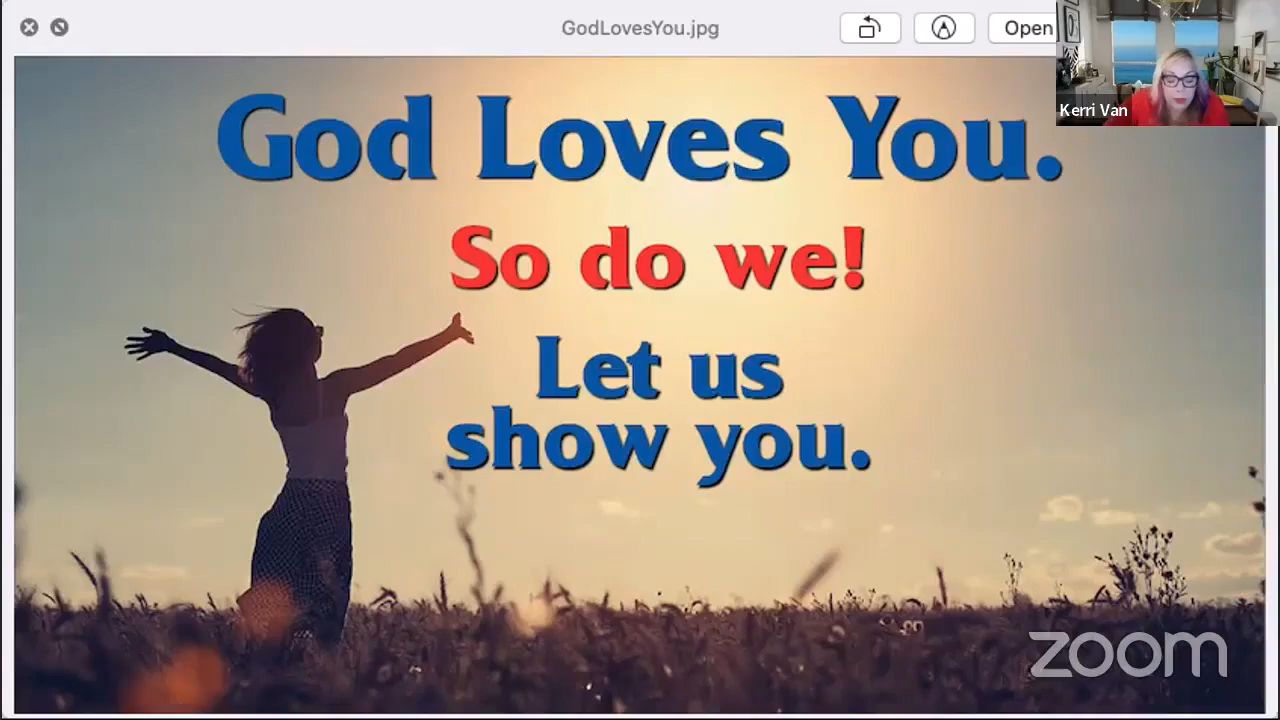 GodLovesYou.jpg
Open
Kerri Van
God Loves You.
So do we!
Let us
show you.
zoom